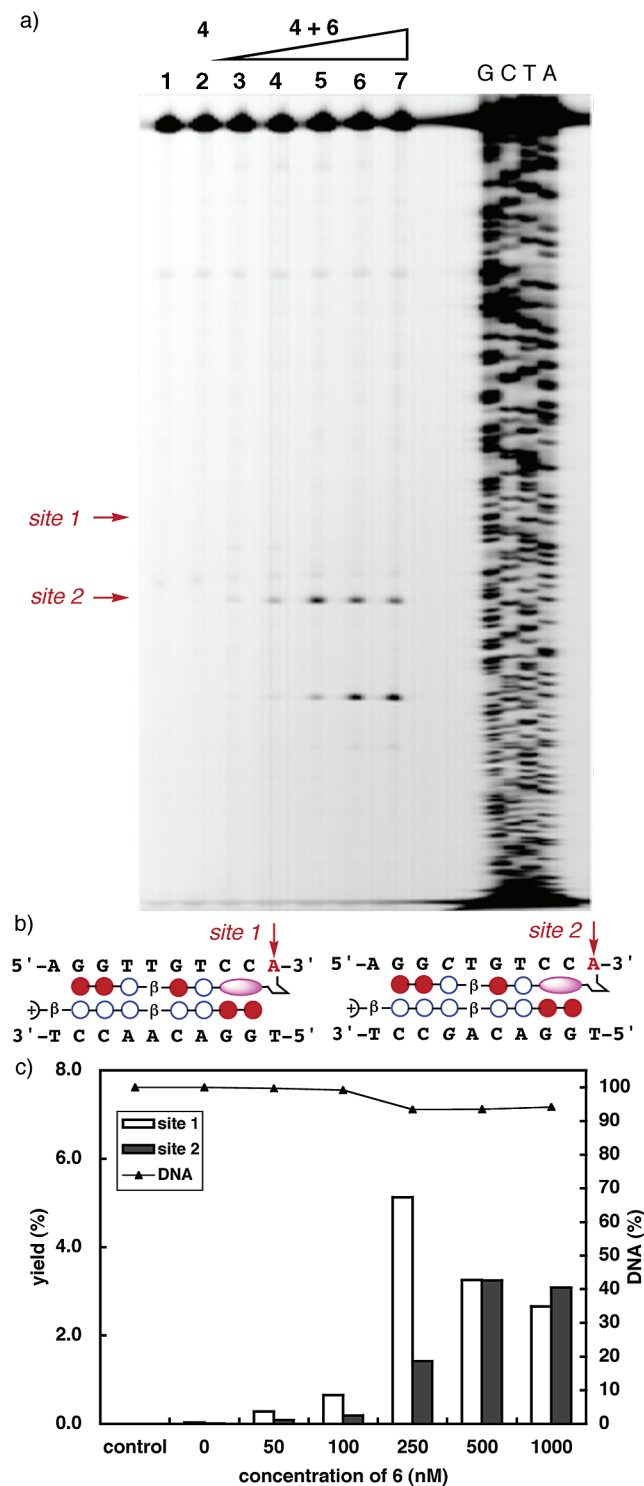 a)
4 4 + 6
1 2 3 4 5 6 7 G C T A
site 1
site 2
b)
site 1 site 2
5'-A G G T T G T C C A-3' 5'-A G G C T G T C C A-3'
β β
+ β β + β β
3'-T C C A A C A G G T-5' 3'-T C C G A C A G G T-5'
c)
8.0 100
90
site 1
site 2
DNA
80
6.0
70
60
yield (%) 4.0 50 DNA (%)
40
30
2.0
20
10
0.0 0
control 0 50 100 250 500 1000
concentration of 6 (nM)